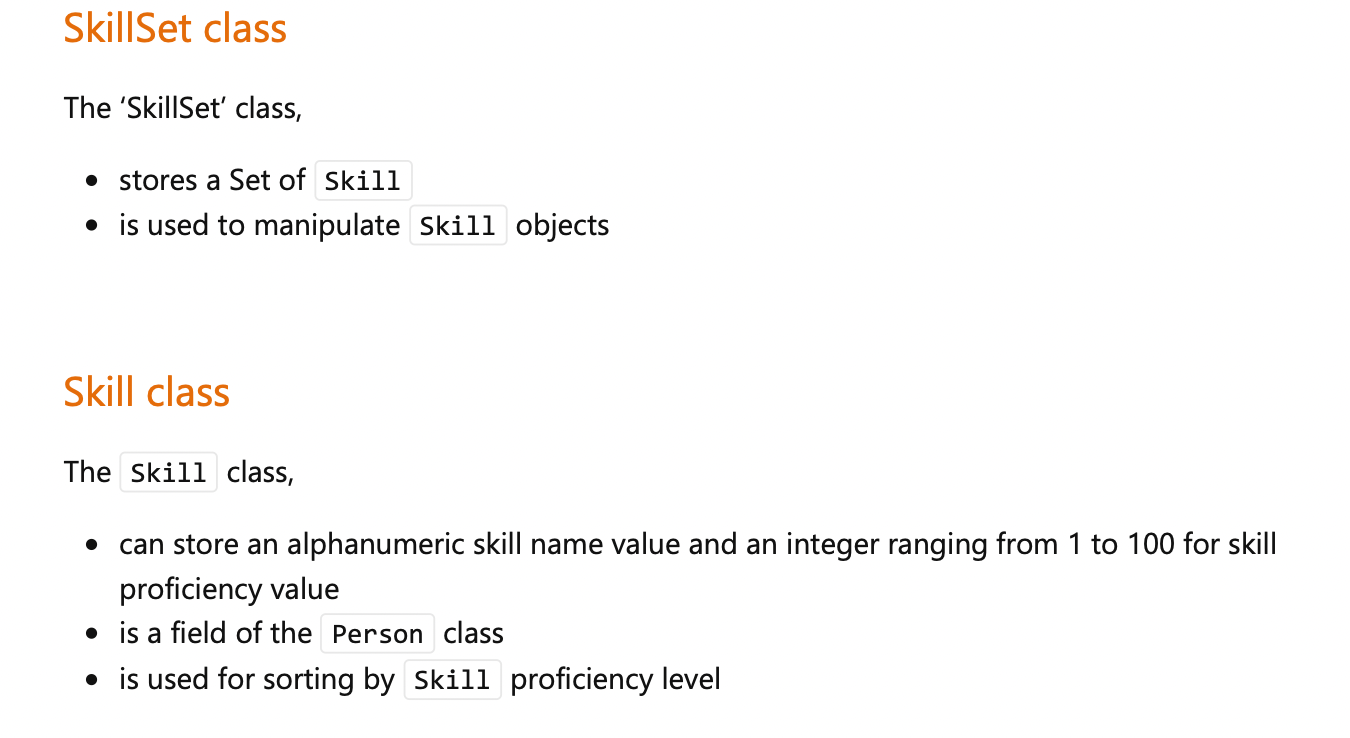 SkillSet class
The ‘SkillSet’ class,
• stores a Set of Skill
• is used to manipulate Skill objects
Skill class
The Skill class,
• can store an alphanumeric skill name value and an integer ranging from 1 to 100 for skill
proficiency value
• is a field of the Person class
• is used for sorting by Skill proficiency level